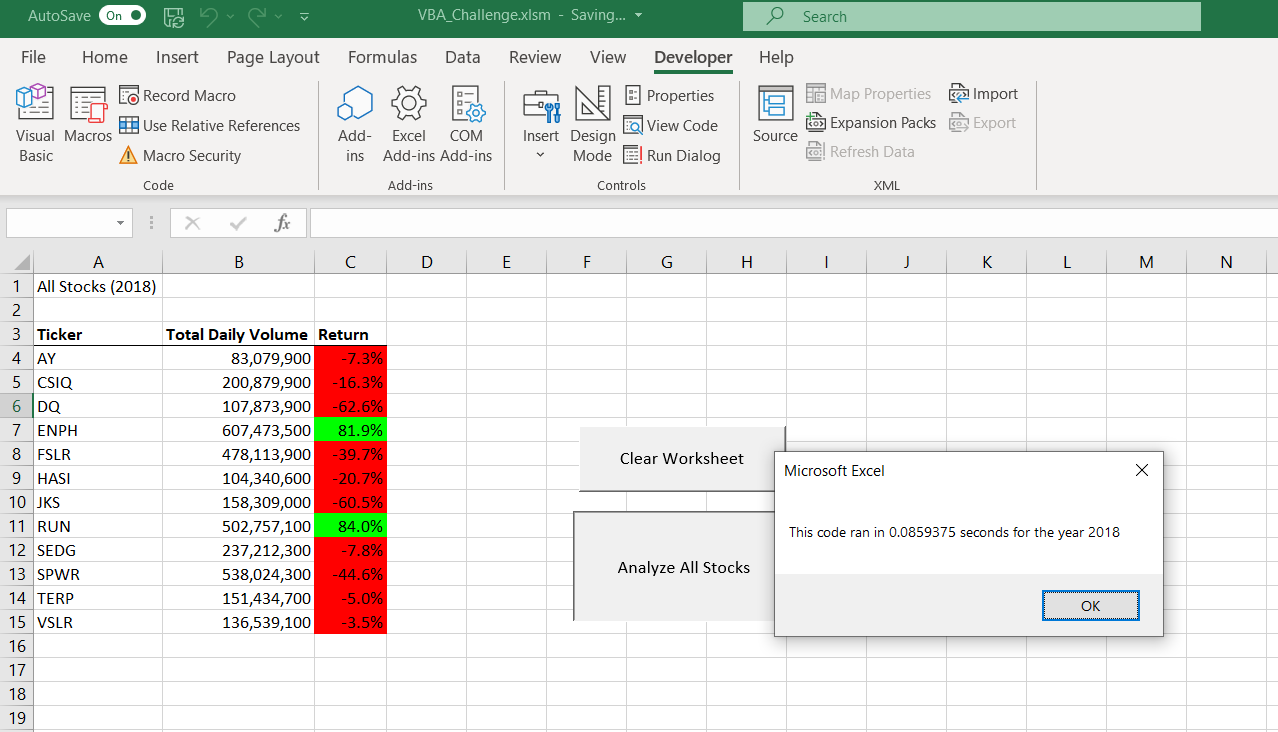 AutoSave On VBA_Challenge.xlsm - Saving... Search
File Home Insert Page Layout Formulas Data Review View Developer Help
Visual Basic
Macros
Record Macro
Use Relative References
Macro Security
Code
Add-ins
Excel Add-ins
COM Add-ins
Add-ins
Insert
Design Mode
Properties
View Code
Run Dialog
Controls
Source
Map Properties
Expansion Packs
Refresh Data
Import
Export
XML
fx
A B C D E F G H I J K L M N
1 All Stocks (2018)
2
3 Ticker Total Daily Volume Return
4 AY 83,079,900 -7.3%
5 CSIQ 200,879,900 -16.3%
6 DQ 107,873,900 -62.6%
7 ENPH 607,473,500 81.9%
8 FSLR 478,113,900 -39.7%
9 HASI 104,340,600 -20.7%
10 JKS 158,309,000 -60.5%
11 RUN 502,757,100 84.0%
12 SEDG 237,212,300 -7.8%
13 SPWR 538,024,300 -44.6%
14 TERP 151,434,700 -5.0%
15 VSLR 136,539,100 -3.5%
16
17
18
19
Clear Worksheet
Analyze All Stocks
Microsoft Excel
This code ran in 0.0859375 seconds for the year 2018
OK